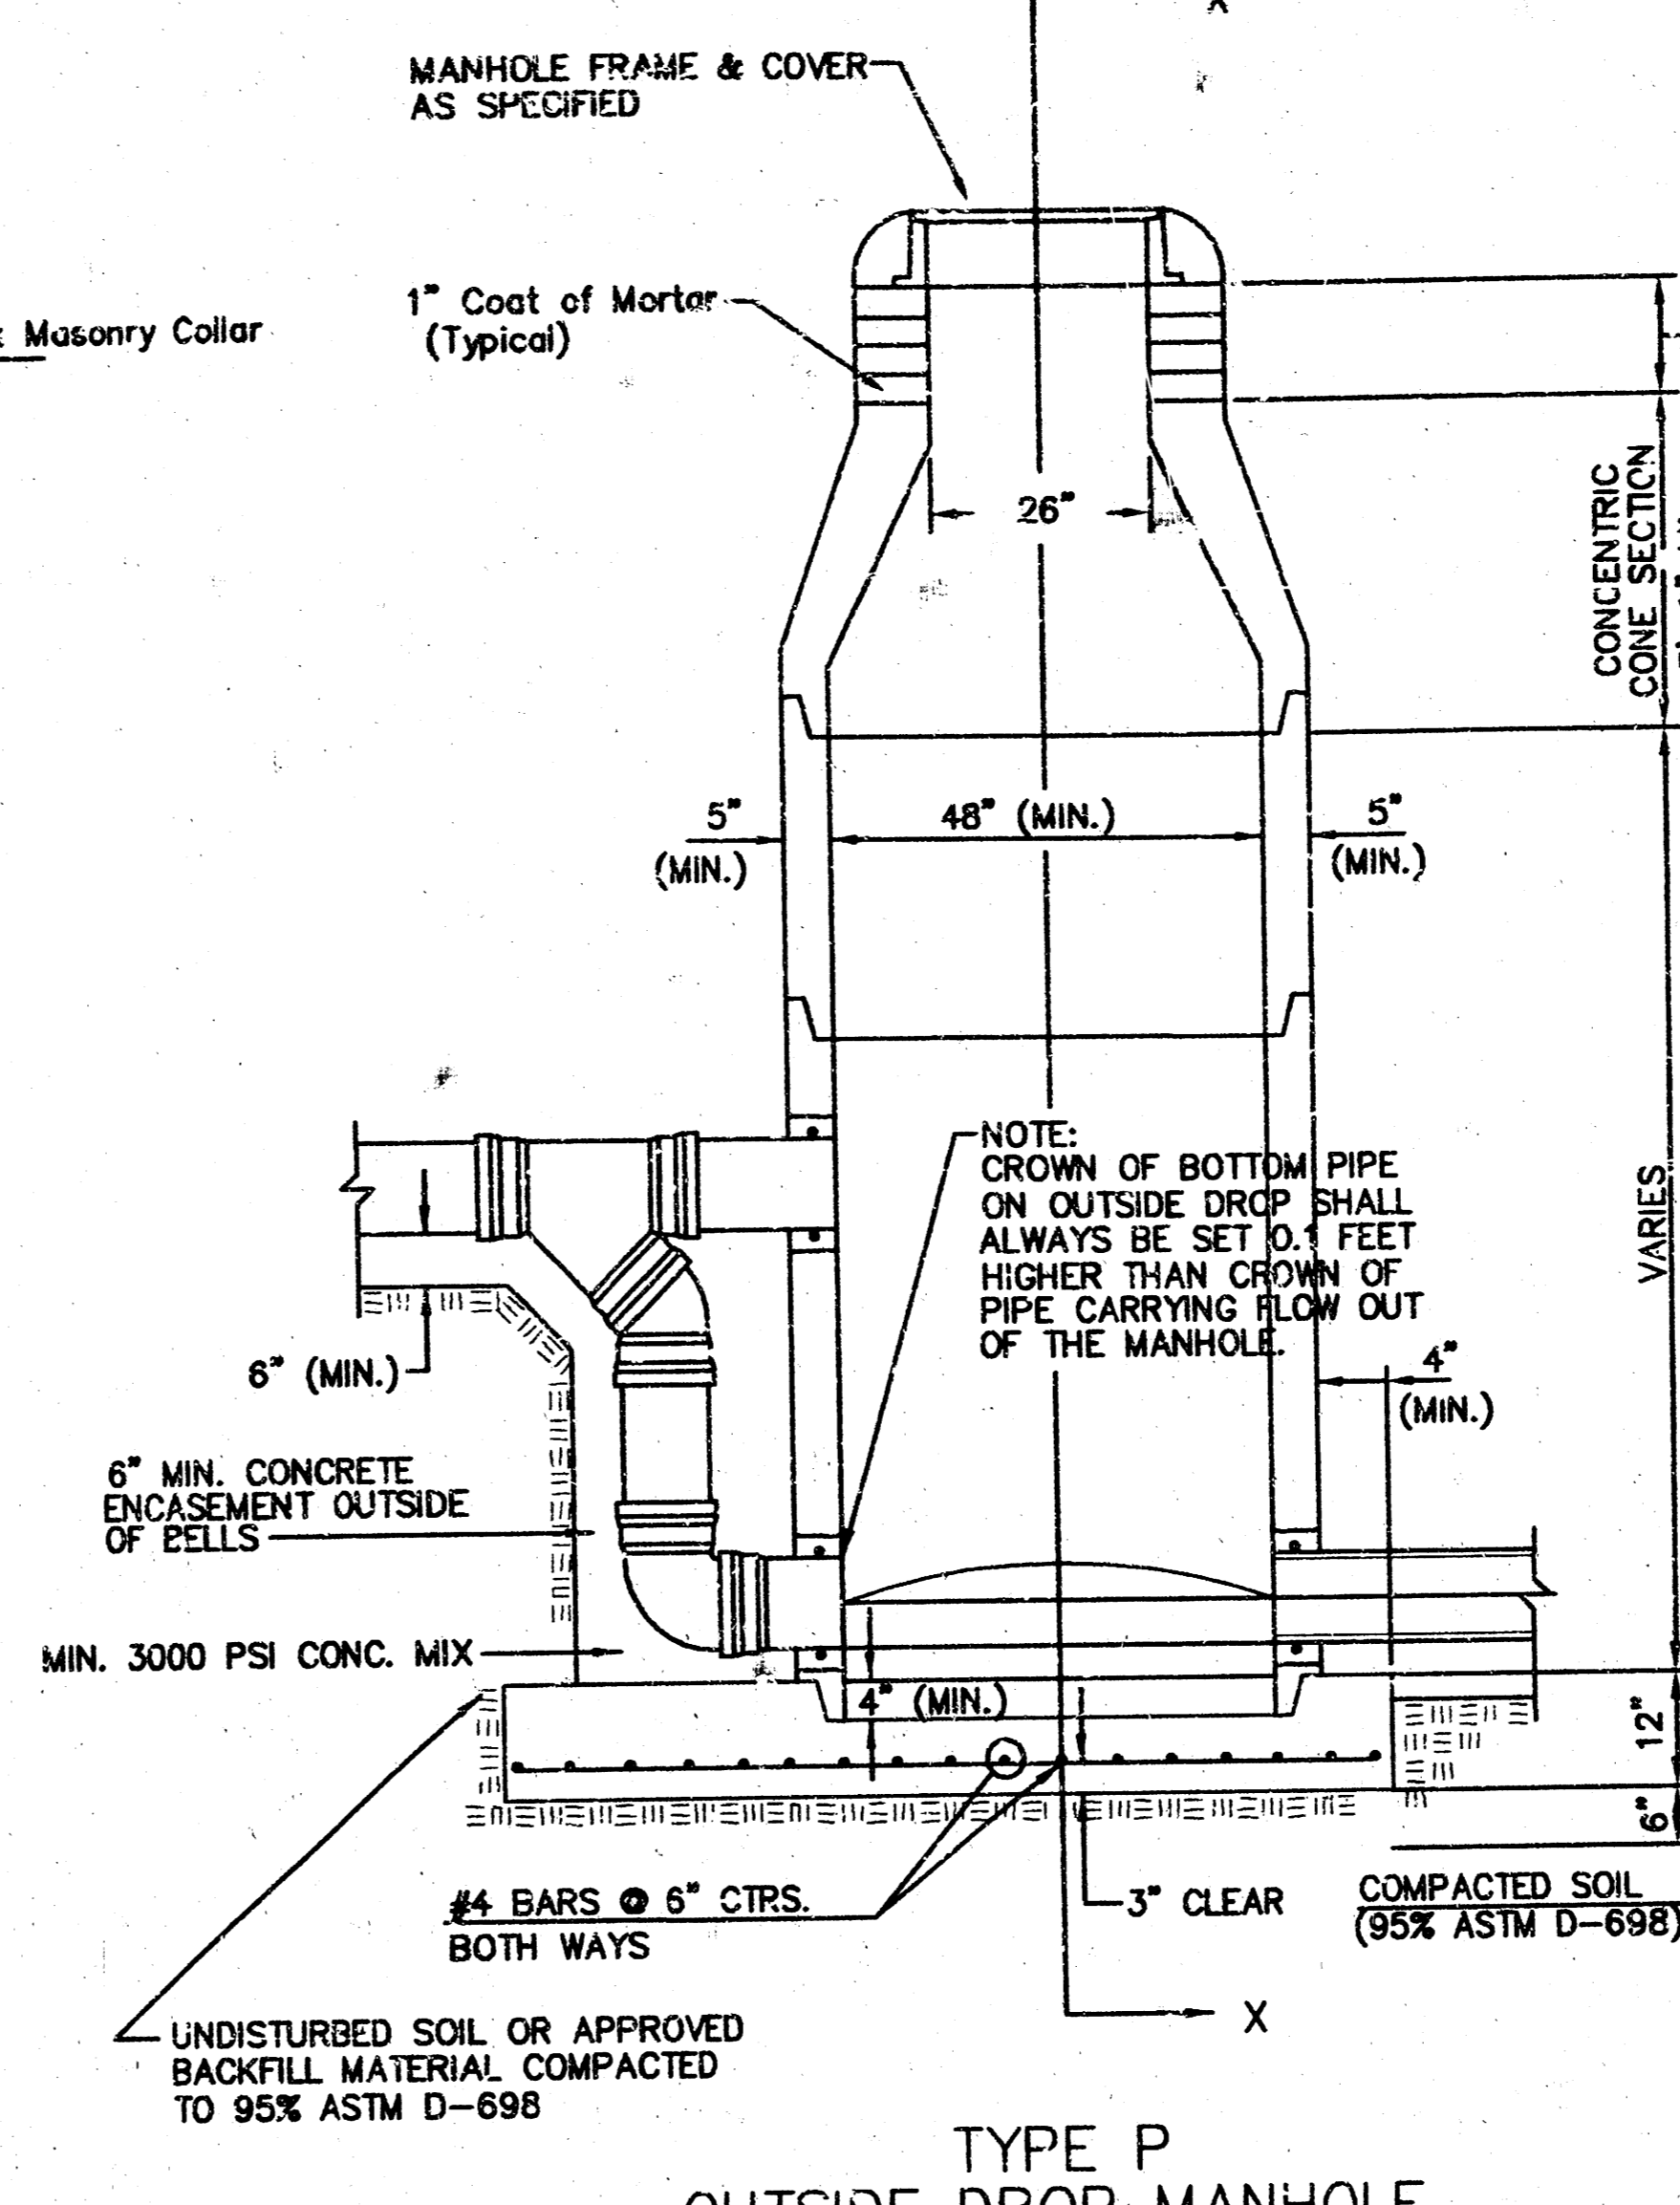 X
MANHOLE FRAME & COVER
AS SPECIFIED
1" Coat of Mortar
(Typical)
Masonry Collar
26"
CONCENTRIC
CONE SECTION
5"
(MIN.)
48" (MIN.)
5"
(MIN.)
NOTE:
CROWN OF BOTTOM PIPE
ON OUTSIDE DROP SHALL
ALWAYS BE SET 0.1 FEET
HIGHER THAN CROWN OF
PIPE CARRYING FLOW OUT
OF THE MANHOLE.
VARIES
6" (MIN.)
4"
(MIN.)
6" MIN. CONCRETE
ENCASEMENT OUTSIDE
OF BELLS
MIN. 3000 PSI CONC. MIX
4" (MIN.)
12"
6"
#4 BARS @ 6" CTRS.
BOTH WAYS
3" CLEAR
COMPACTED SOIL
(95% ASTM D-698)
X
UNDISTURBED SOIL OR APPROVED
BACKFILL MATERIAL COMPACTED
TO 95% ASTM D-698
TYPE P
OUTSIDE DROP MANHOLE